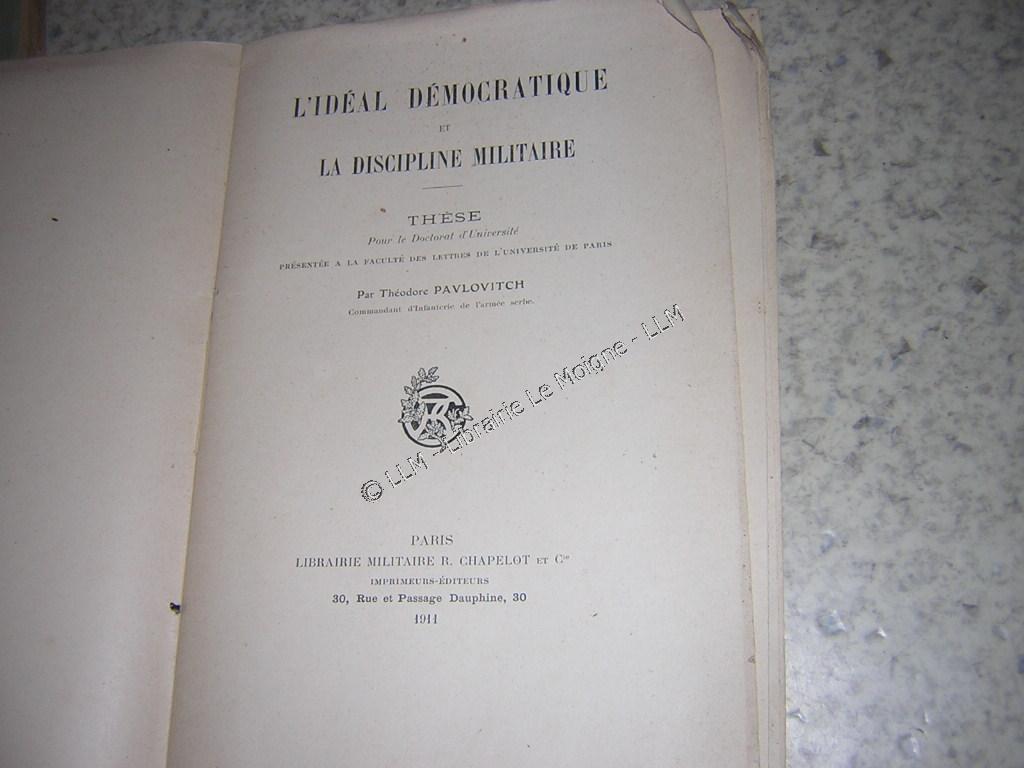 L'IDÉAL DÉMOCRATIQUE
ET
LA DISCIPLINE MILITAIRE
THÈSE
Pour le Doctorat d'Université
PRÉSENTÉE A LA FACULTÉ DES LETTRES DE L'UNIVERSITÉ DE PARIS
Par Théodore PAVLOVITCH
Commandant d'Infanterie de l'armée serbe.
© LLM - Librairie Le Moigne - LLM
PARIS
LIBRAIRIE MILITAIRE R. CHAPELOT ET Cie
IMPRIMEURS-ÉDITEURS
30, Rue et Passage Dauphine, 30
1911